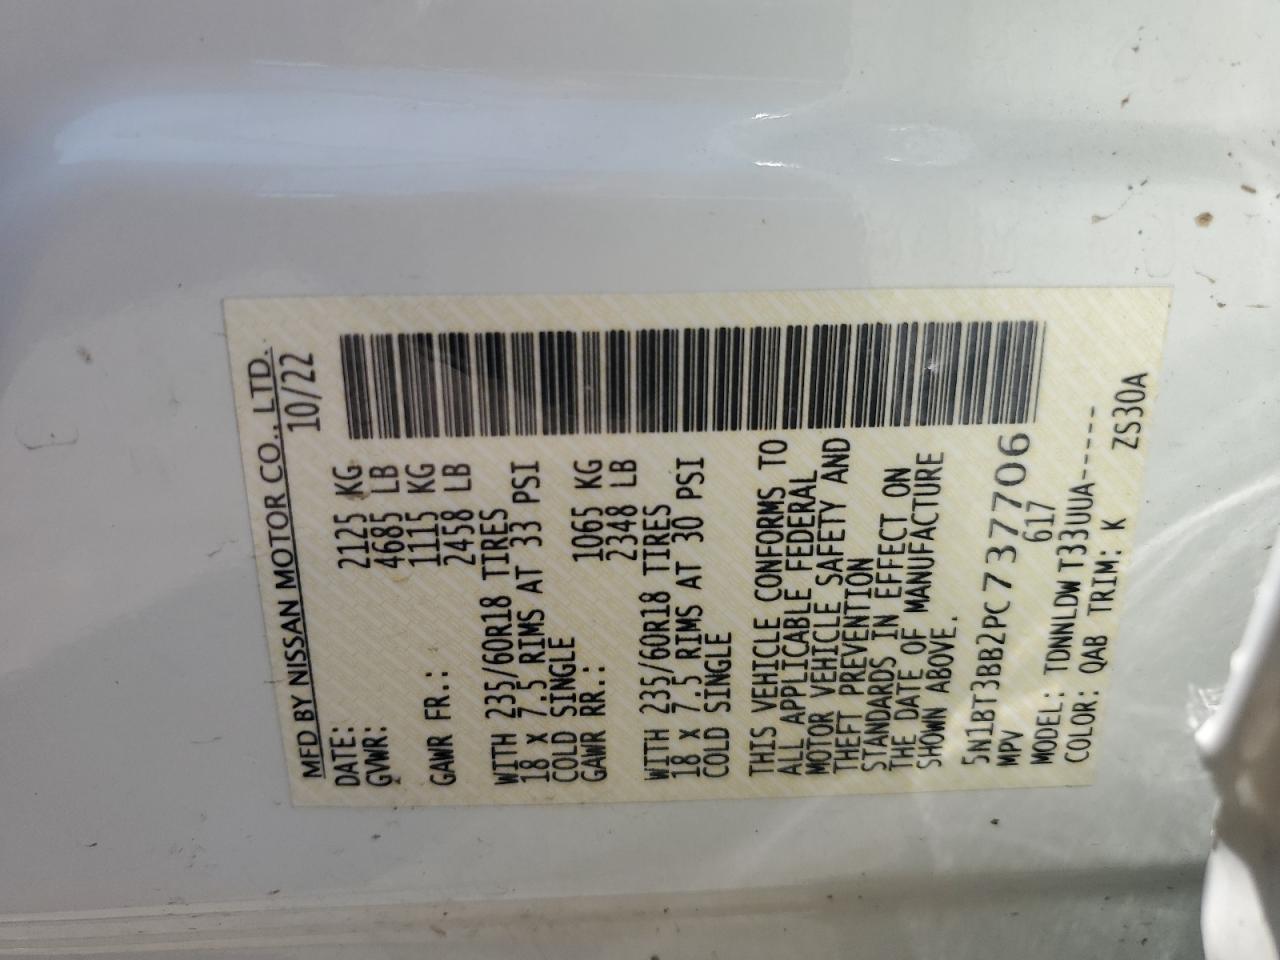 MFD BY NISSAN MOTOR CO., LTD.
DATE: 10/22
GVWR: 2125 KG
4685 LB
GAWR FR.: 1115 KG
2458 LB
WITH 235/60R18 TIRES
18 x 7.5 RIMS AT 33 PSI
COLD SINGLE
GAWR RR.: 1065 KG
2348 LB
WITH 235/60R18 TIRES
18 x 7.5 RIMS AT 30 PSI
COLD SINGLE
THIS VEHICLE CONFORMS TO
ALL APPLICABLE FEDERAL
MOTOR VEHICLE SAFETY AND
THEFT PREVENTION
STANDARDS IN EFFECT ON
THE DATE OF MANUFACTURE
SHOWN ABOVE.
5N1BT3BB2PC737706
MPV 617
MODEL: TDNNLDW T33UUA-----
COLOR: QAB TRIM: K ZS30A